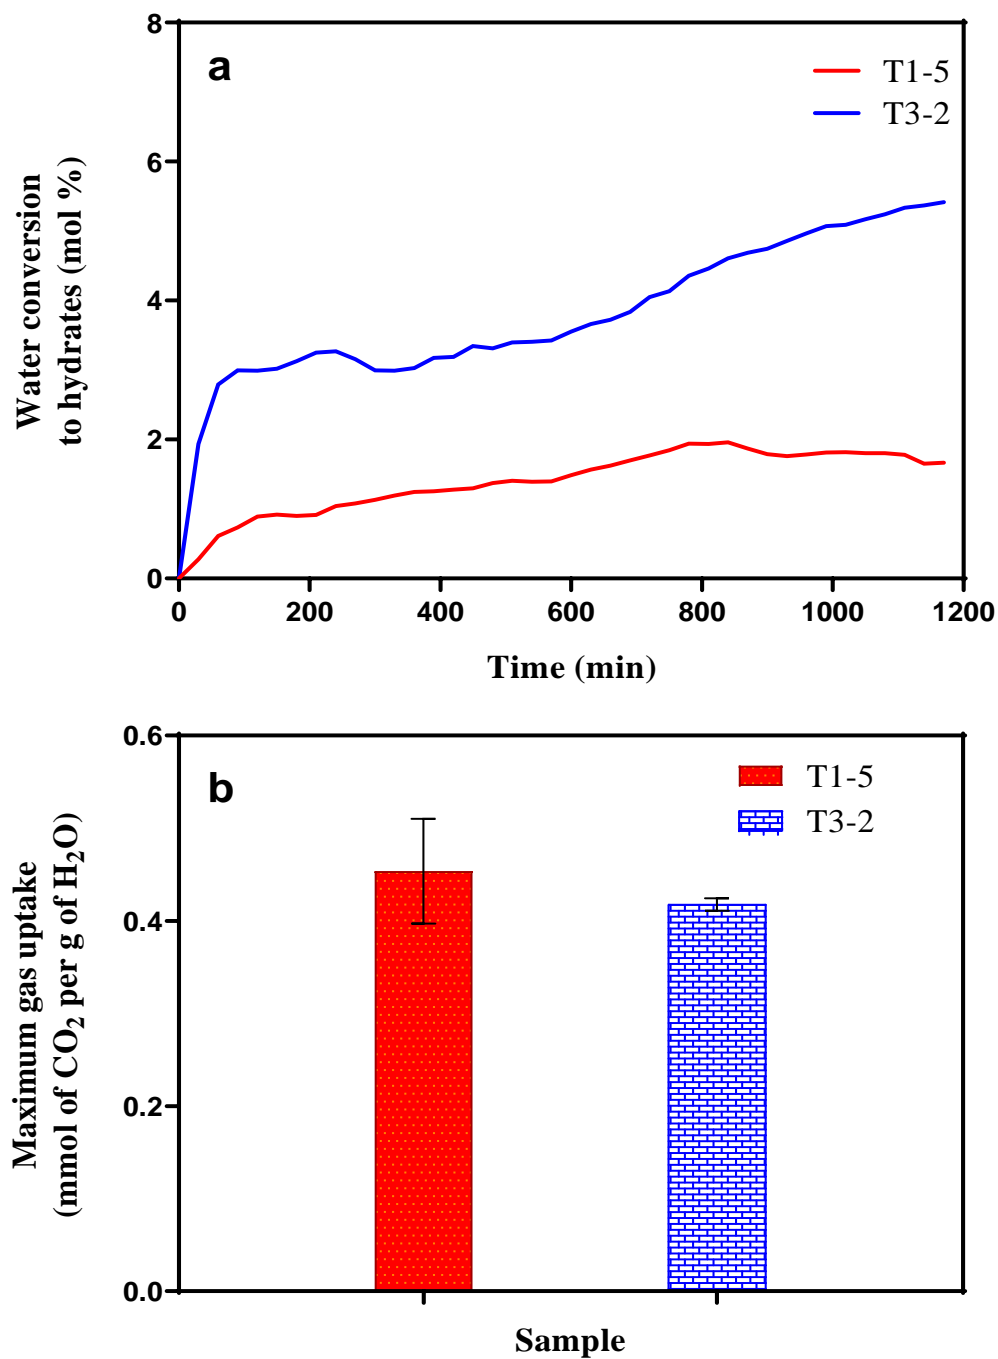 8
a
T1-5
T3-2
6
4
2
0
Water conversion
to hydrates (mol %)
0 200 400 600 800 1000 1200
Time (min)
0.6
b
T1-5
T3-2
0.4
0.2
0.0
Maximum gas uptake
(mmol of CO₂ per g of H₂O)
Sample